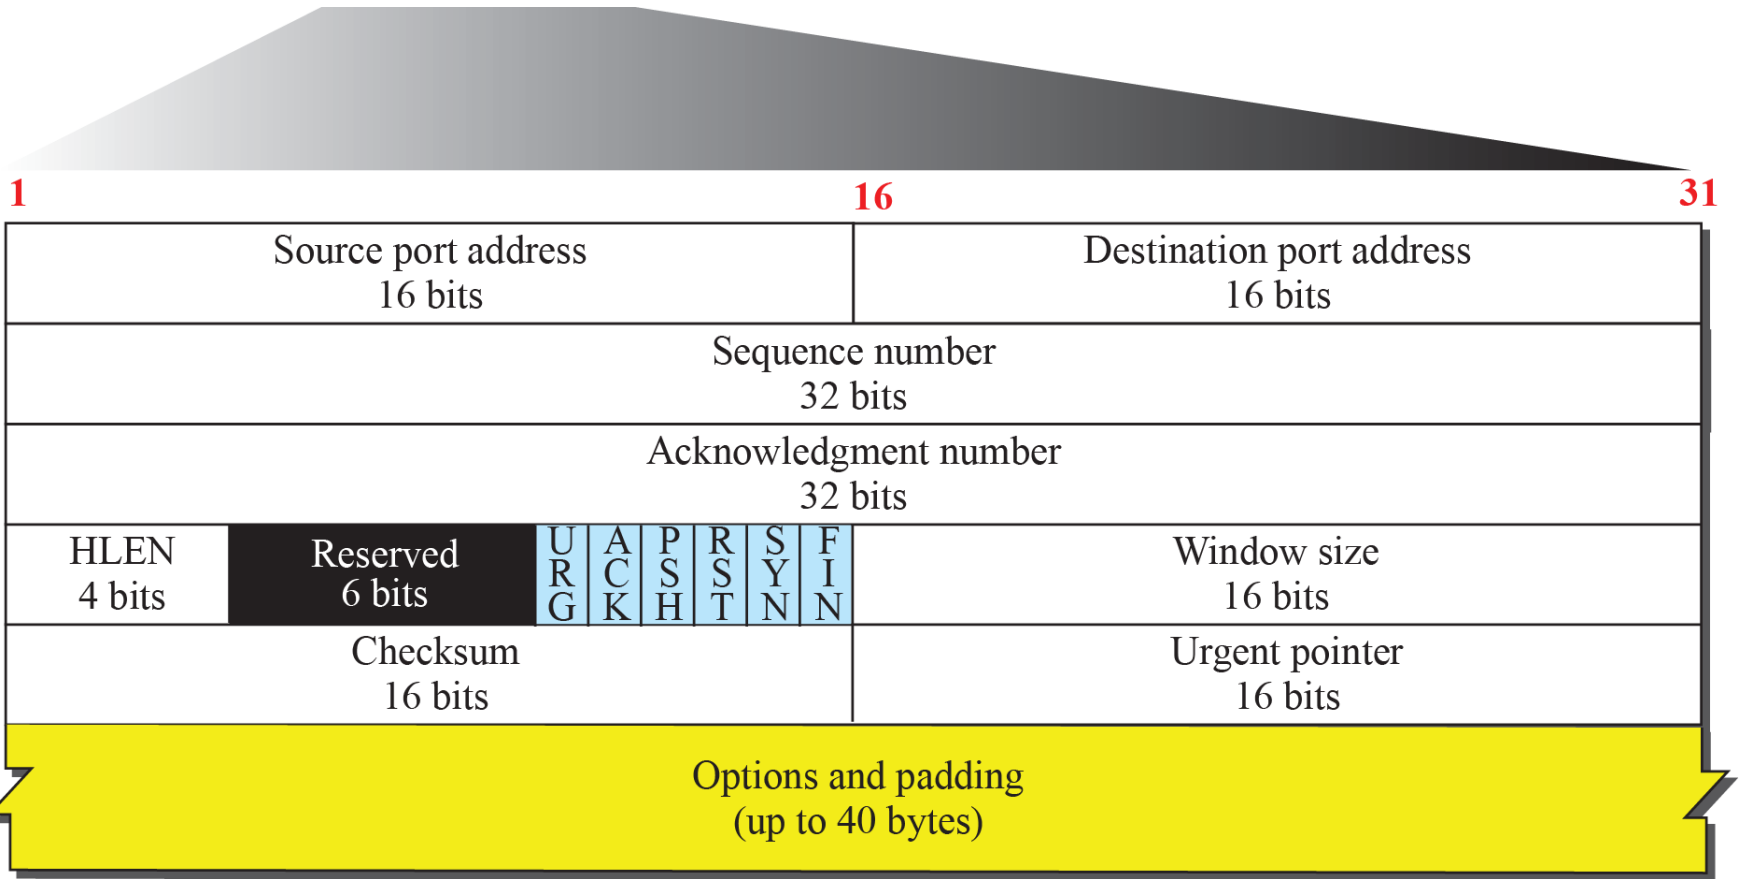 1 16 31
Source port address Destination port address
16 bits 16 bits
Sequence number
32 bits
Acknowledgment number
32 bits
HLEN Reserved URG ACK PSH RST SYN FIN Window size
4 bits 6 bits 16 bits
Checksum Urgent pointer
16 bits 16 bits
Options and padding
(up to 40 bytes)